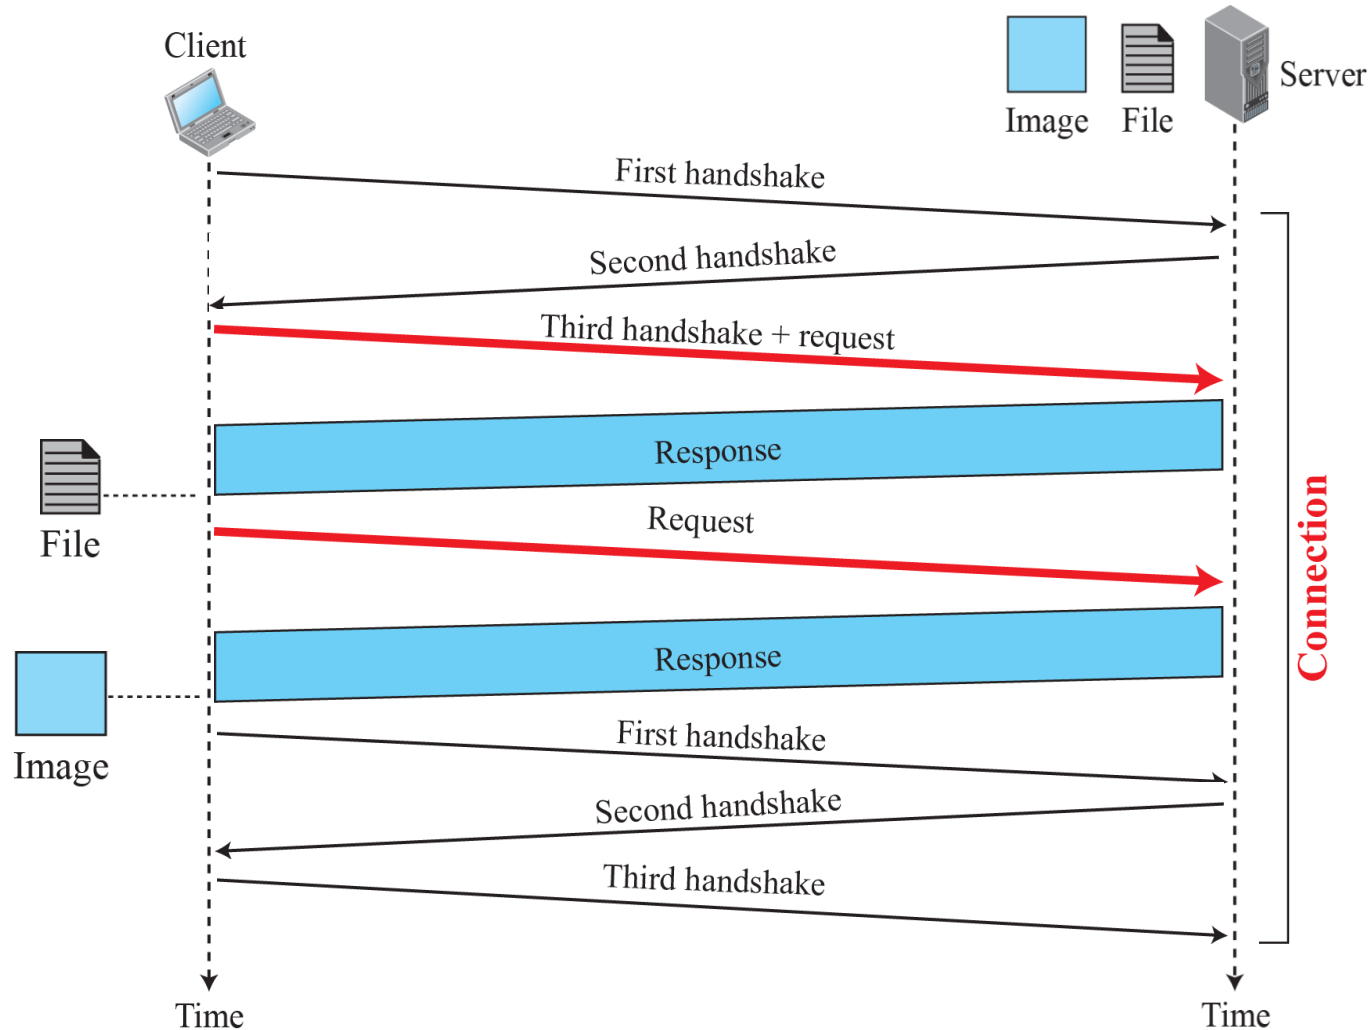 Client
Server
Image
File
First handshake
Second handshake
Third handshake + request
Response
File
Request
Connection
Response
Image
First handshake
Second handshake
Third handshake
Time
Time